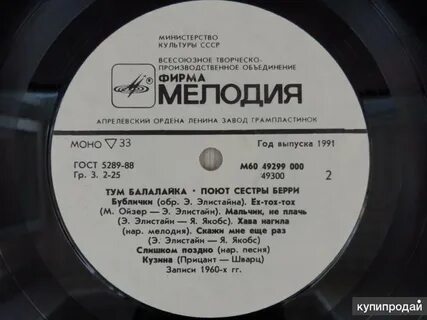 МИНИСТЕРСТВО
КУЛЬТУРЫ СССР
ВСЕСОЮЗНОЕ ТВОРЧЕСКО-
ПРОИЗВОДСТВЕННОЕ ОБЪЕДИНЕНИЕ
ФИРМА
МЕЛОДИЯ
АПРЕЛЕВСКИЙ ОРДЕНА ЛЕНИНА ЗАВОД ГРАМПЛАСТИНОК
МОНО ▽ 33
Год выпуска 1991
ГОСТ 5289-88
М60 49299 000
Гр. 3. 2-25
49300
2
ТУМ БАЛАЛАЙКА · ПОЮТ СЕСТРЫ БЕРРИ
Бублички (обр. Э. Элистайна). Ех-тох-тох
(М. Ойзер — Э. Элистайн). Мальчик, не плачь
(Э. Элистайн — Я. Якобс). Хава нагила
(нар. мелодия). Скажи мне еще раз
(Э. Элистайн — Я. Якобс)
Слишком поздно (нар. песня)
Кузина (Прицант — Шварц)
Записи 1960-х гг.
купипродай